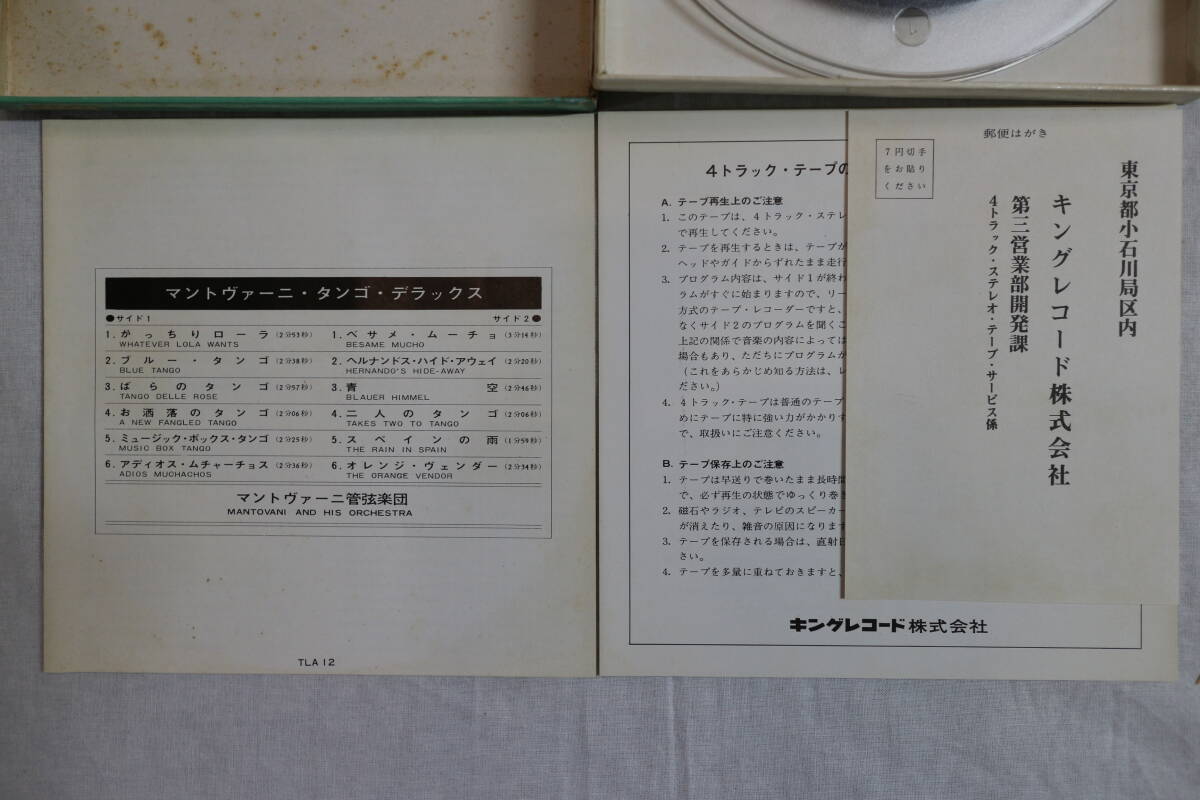 マントヴァーニ・タンゴ・デラックス
●サイド1
サイド2●
1. がっちりローラ (2分53秒)
WHATEVER LOLA WANTS
2. ブルー・タンゴ (2分38秒)
BLUE TANGO
3. ばらのタンゴ (2分57秒)
TANGO DELLE ROSE
4. お洒落のタンゴ (2分06秒)
A NEW FANGLED TANGO
5. ミュージック・ボックス・タンゴ (2分25秒)
MUSIC BOX TANGO
6. アディオス・ムチャーチョス (2分36秒)
ADIOS MUCHACHOS
1. ベサメ・ムーチョ (3分14秒)
BESAME MUCHO
2. ヘルナンドス・ハイド・アウェイ (2分20秒)
HERNANDO'S HIDE-AWAY
3. 青空 (2分46秒)
BLAUER HIMMEL
4. 二人のタンゴ (2分06秒)
TAKES TWO TO TANGO
5. スペインの雨 (1分59秒)
THE RAIN IN SPAIN
6. オレンジ・ヴェンダー (2分34秒)
THE ORANGE VENDOR
マントヴァーニ管弦楽団
MANTOVANI AND HIS ORCHESTRA
TLA 12
4トラック・テープの
A. テープ再生上のご注意
1. このテープは、4トラック・ステレ
で再生してください。
2. テープを再生するときは、テープが
ヘッドやガイドからずれたまま走行
3. プログラム内容は、サイド1が終わ
ラムがすぐに始まりますので、リー
方式のテープ・レコーダーですと、
なくサイド2のプログラムを聞くこ
上記の関係で音楽の内容によっては
場合もあり、ただちにプログラムが
(これをあらかじめ知る方法は、レ
ださい。)
4. 4トラック・テープは普通のテープ
めにテープに特に強い力がかかりす
で、取扱いにご注意ください。
B. テープ保存上のご注意
1. テープは早送りで巻いたまま長時間
で、必ず再生の状態でゆっくり巻き
2. 磁石やラジオ、テレビのスピーカー
が消えたり、雑音の原因になります
3. テープを保存される場合は、直射日
さい。
4. テープを多量に重ねておきますと、
キングレコード株式会社
郵便はがき
7円切手
をお貼り
ください
東京都小石川局区内
キングレコード株式会社
第三営業部開発課
4トラック・ステレオ・テープ・サービス係